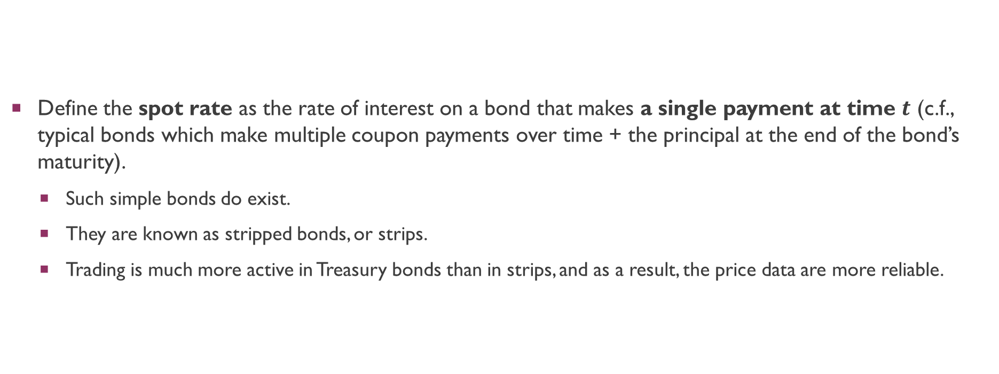 ▪ Define the spot rate as the rate of interest on a bond that makes a single payment at time t (c.f.,
typical bonds which make multiple coupon payments over time + the principal at the end of the bond’s
maturity).
▪ Such simple bonds do exist.
▪ They are known as stripped bonds, or strips.
▪ Trading is much more active in Treasury bonds than in strips, and as a result, the price data are more reliable.